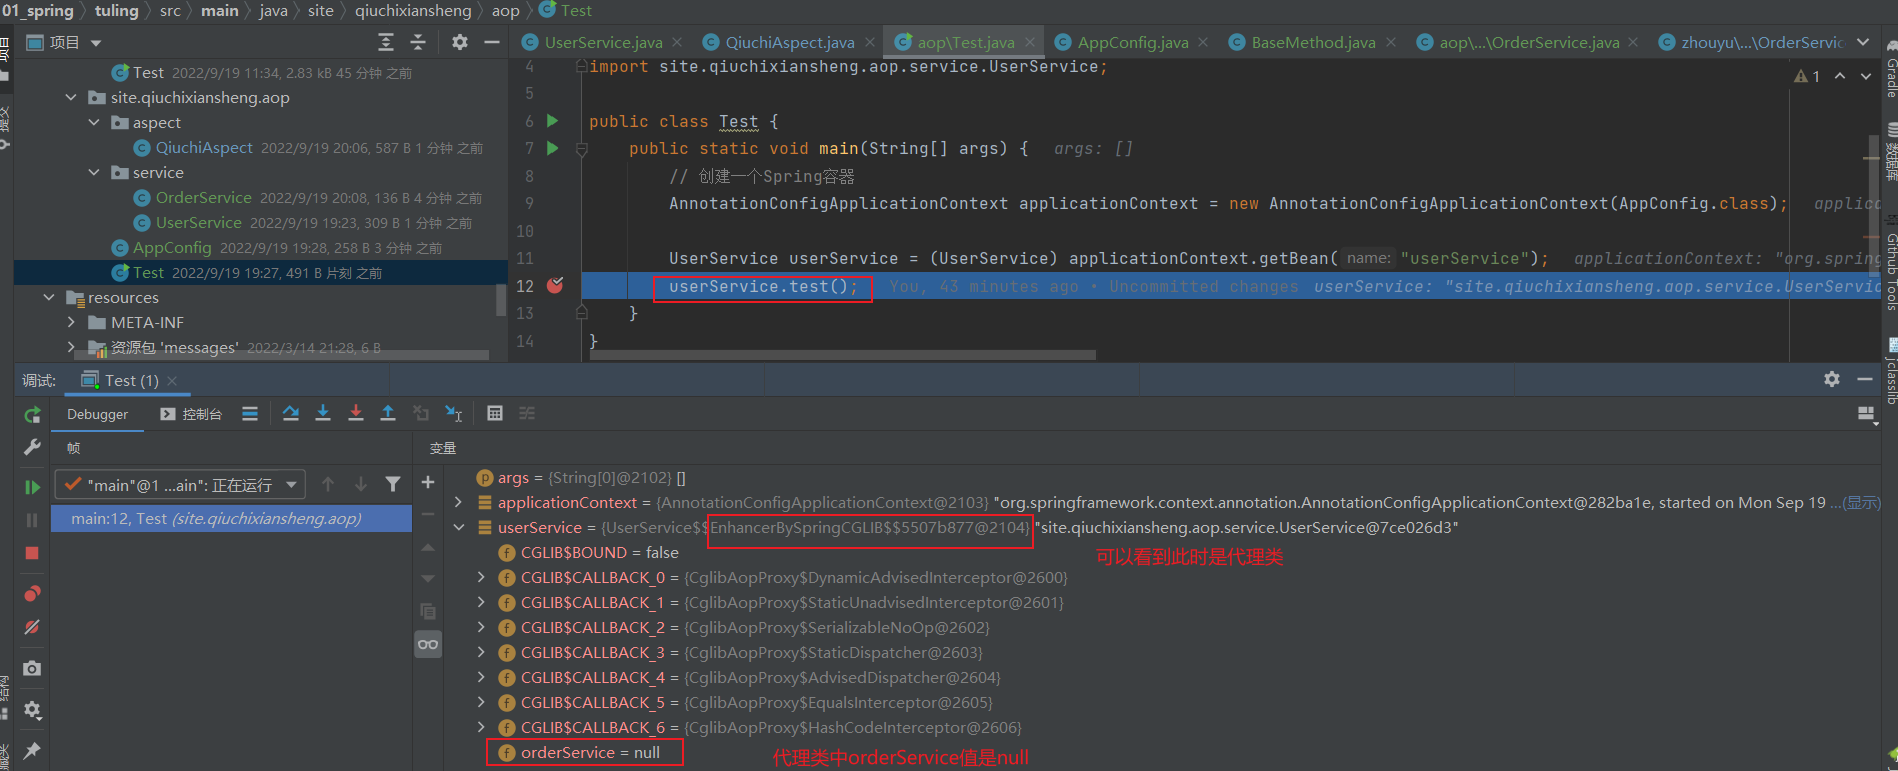 01_spring › tuling › src › main › java › site › qiuchixiansheng › aop › Test
项目
UserService.java × QiuchiAspect.java × aop\Test.java × AppConfig.java × BaseMethod.java × aop\...\OrderService.java × zhouyu\...\OrderServic
Test 2022/9/19 11:34, 2.83 kB 45 分钟 之前
site.qiuchixiansheng.aop
aspect
QiuchiAspect 2022/9/19 20:06, 587 B 1 分钟 之前
service
OrderService 2022/9/19 20:08, 136 B 4 分钟 之前
UserService 2022/9/19 19:23, 309 B 1 分钟 之前
AppConfig 2022/9/19 19:28, 258 B 3 分钟 之前
Test 2022/9/19 19:27, 491 B 片刻 之前
resources
META-INF
资源包 'messages' 2022/3/14 21:28, 6 B
4 import site.qiuchixiansheng.aop.service.UserService;
5
6 public class Test {
7 public static void main(String[] args) { args: []
8 // 创建一个Spring容器
9 AnnotationConfigApplicationContext applicationContext = new AnnotationConfigApplicationContext(AppConfig.class); applic
10
11 UserService userService = (UserService) applicationContext.getBean( name: "userService"); applicationContext: "org.spring
12 userService.test(); You, 43 minutes ago • Uncommitted changes userService: "site.qiuchixiansheng.aop.service.UserServic
13 }
14 }
1
项目
提交
结构
Gradle
数据库
Github Tools
jclasslib
调试: Test (1) ×
Debugger 控制台
帧
变量
"main"@1 ...ain": 正在运行
main:12, Test (site.qiuchixiansheng.aop)
args = {String[0]@2102} []
applicationContext = {AnnotationConfigApplicationContext@2103} "org.springframework.context.annotation.AnnotationConfigApplicationContext@282ba1e, started on Mon Sep 19 ...(显示)
userService = {UserService$$EnhancerBySpringCGLIB$$5507b877@2104} "site.qiuchixiansheng.aop.service.UserService@7ce026d3"
CGLIB$BOUND = false
可以看到此时是代理类
CGLIB$CALLBACK_0 = {CglibAopProxy$DynamicAdvisedInterceptor@2600}
CGLIB$CALLBACK_1 = {CglibAopProxy$StaticUnadvisedInterceptor@2601}
CGLIB$CALLBACK_2 = {CglibAopProxy$SerializableNoOp@2602}
CGLIB$CALLBACK_3 = {CglibAopProxy$StaticDispatcher@2603}
CGLIB$CALLBACK_4 = {CglibAopProxy$AdvisedDispatcher@2604}
CGLIB$CALLBACK_5 = {CglibAopProxy$EqualsInterceptor@2605}
CGLIB$CALLBACK_6 = {CglibAopProxy$HashCodeInterceptor@2606}
orderService = null
代理类中orderService值是null